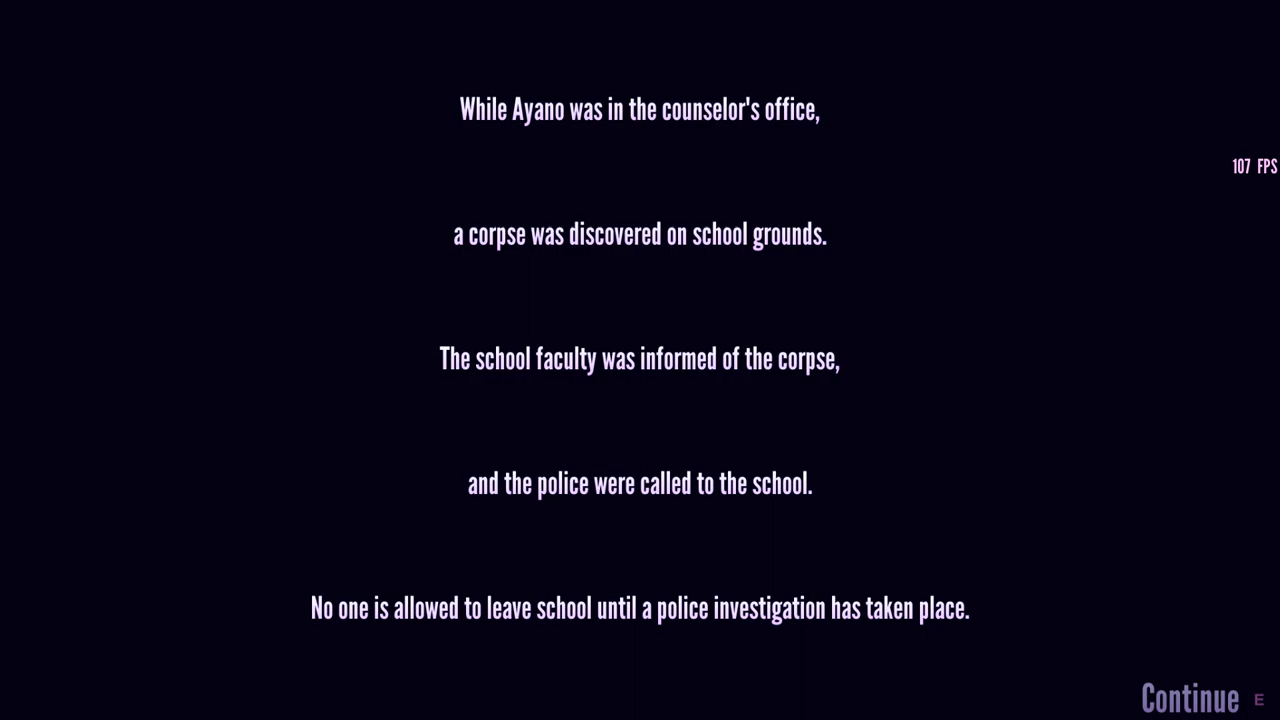 While Ayano was in the counselor's office,
107 FPS
a corpse was discovered on school grounds.
The school faculty was informed of the corpse,
and the police were called to the school.
No one is allowed to leave school until a police investigation has taken place.
Continue E